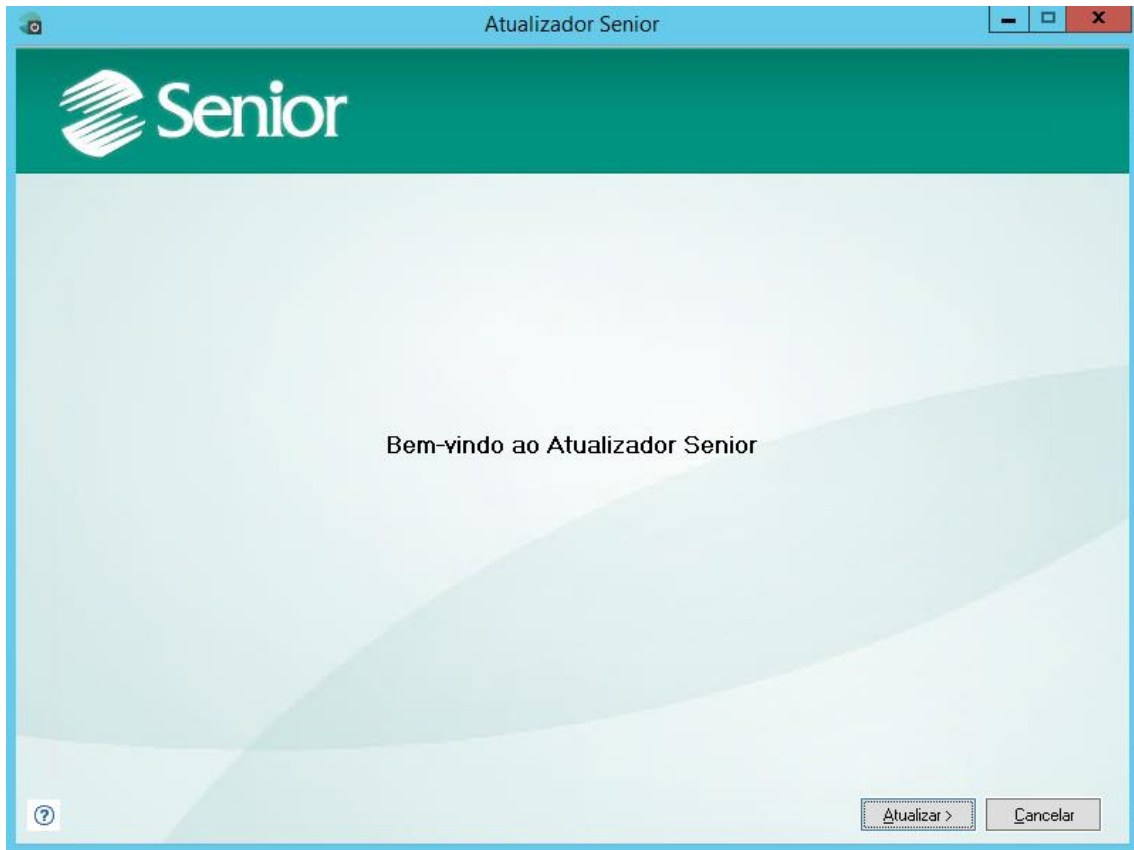 Atualizador Senior
Senior
Bem-vindo ao Atualizador Senior
Atualizar >
Cancelar